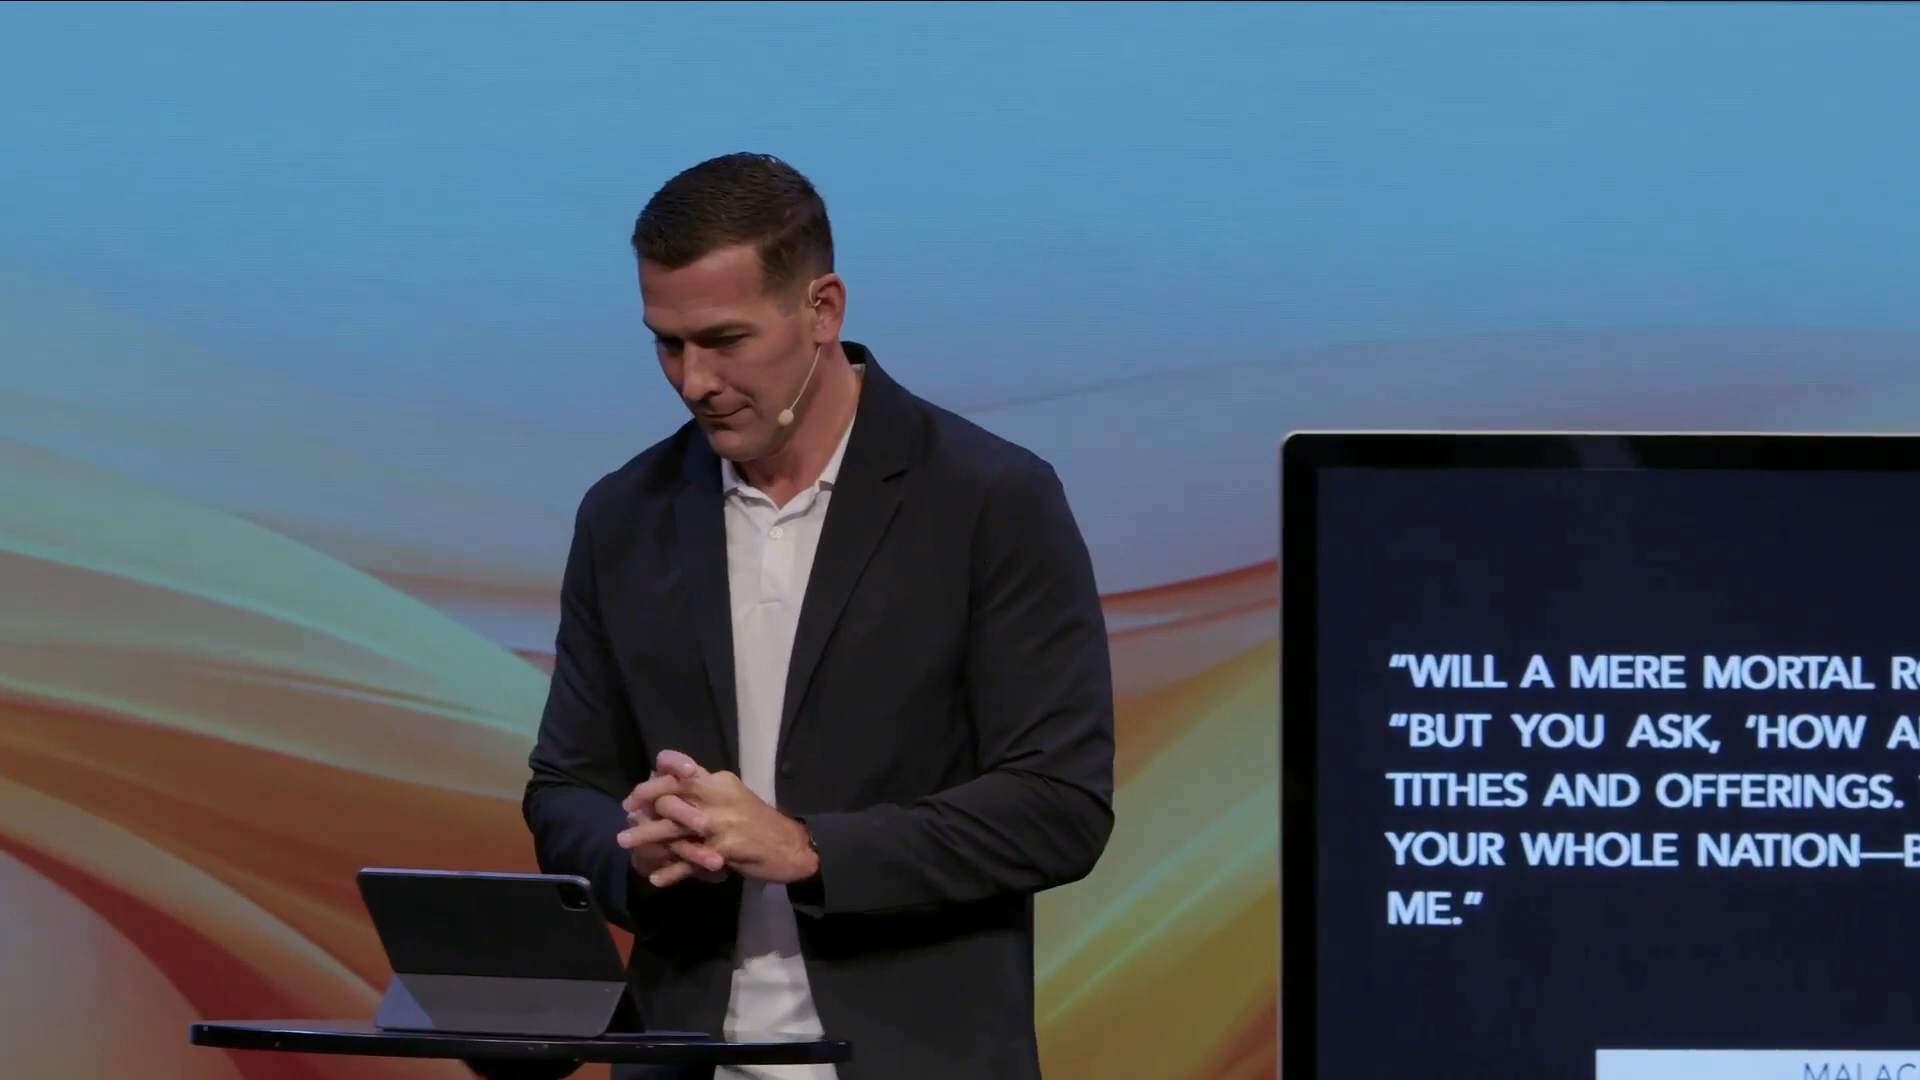 “WILL A MERE MORTAL
“BUT YOU ASK, ‘HOW
TITHES AND OFFERINGS.
YOUR WHOLE NATION—
ME.”